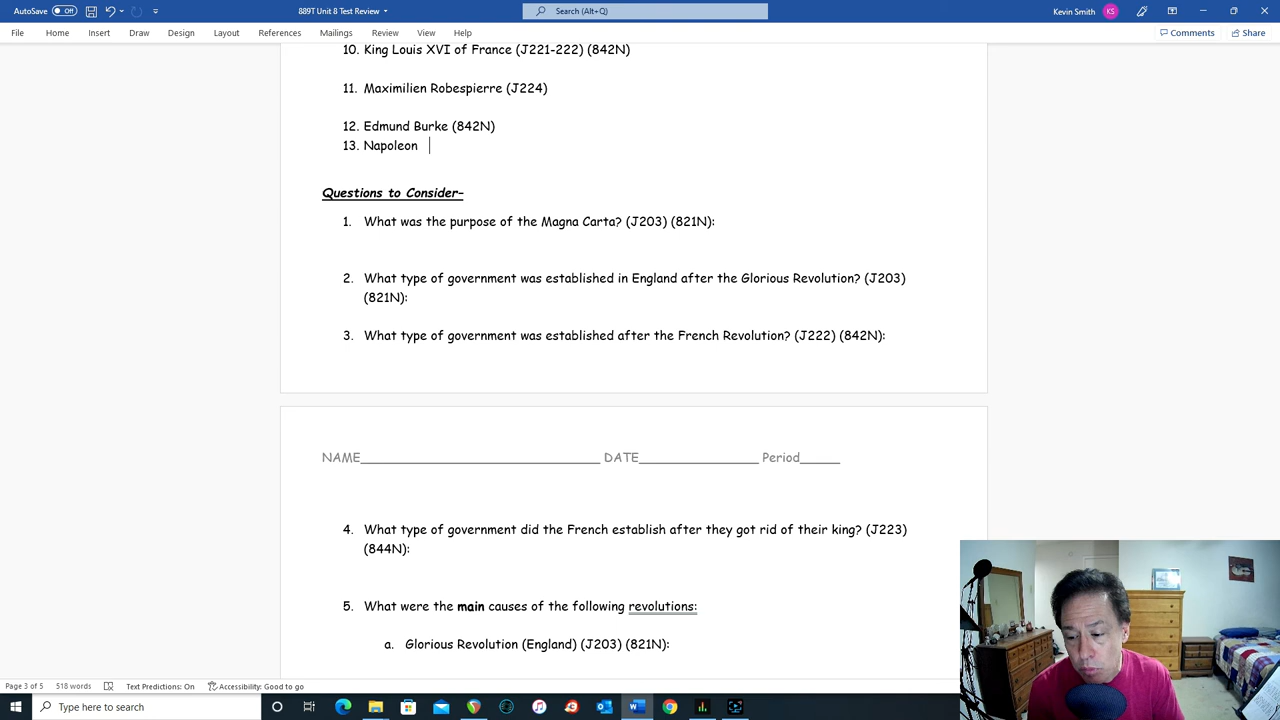 AutoSave Off
889T Unit 8 Test Review
Search (Alt+Q)
Kevin Smith KS
File Home Insert Draw Design Layout References Mailings Review View Help
Comments Share
10. King Louis XVI of France (J221-222) (842N)
11. Maximilien Robespierre (J224)
12. Edmund Burke (842N)
13. Napoleon
Questions to Consider-
1. What was the purpose of the Magna Carta? (J203) (821N):
2. What type of government was established in England after the Glorious Revolution? (J203)
(821N):
3. What type of government was established after the French Revolution? (J222) (842N):
NAME______________________________ DATE_______________ Period_____
4. What type of government did the French establish after they got rid of their king? (J223)
(844N):
5. What were the main causes of the following revolutions:
a. Glorious Revolution (England) (J203) (821N):
Page 3 of 5 518 words Text Predictions: On Accessibility: Good to go
Type here to search